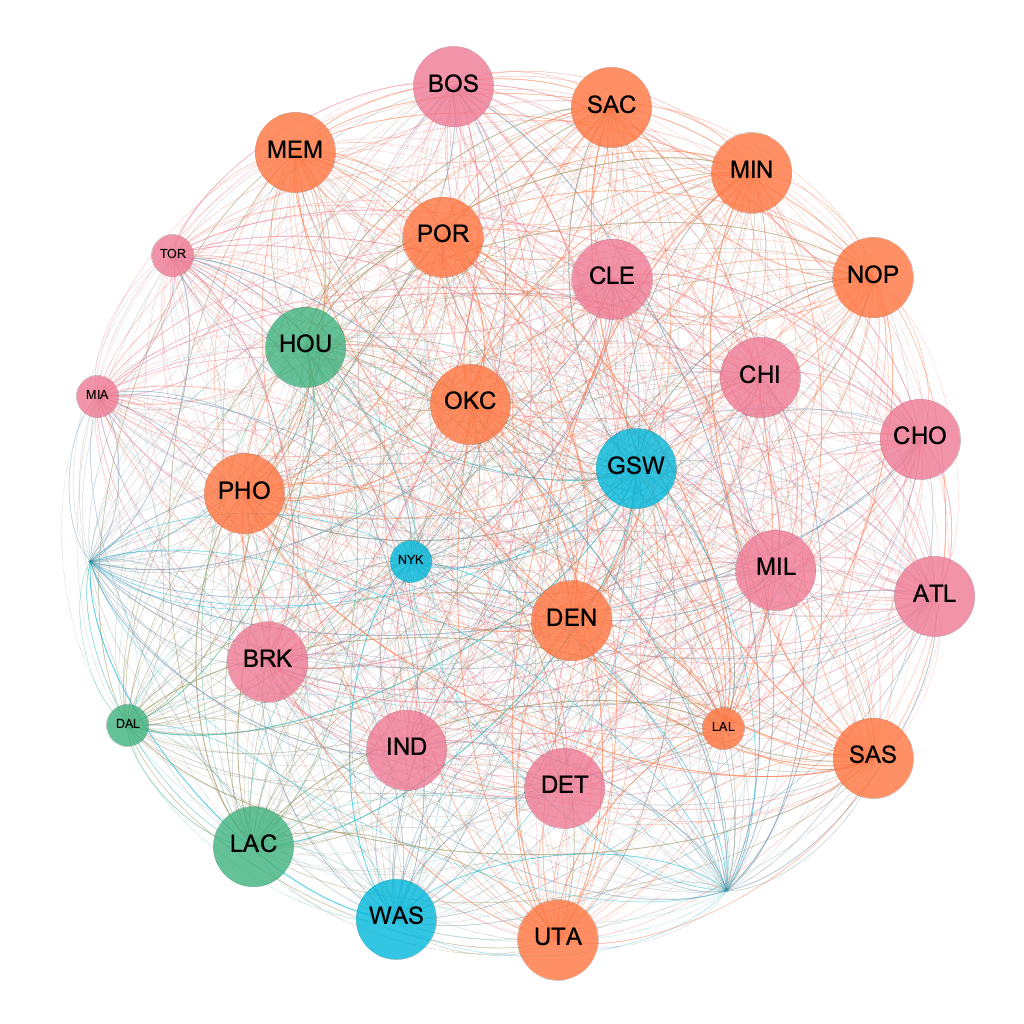 BOS
SAC
MEM
MIN
POR
TOR
CLE
NOP
HOU
CHI
MIA
OKC
CHO
GSW
PHO
NYK
MIL
ATL
DEN
BRK
DAL
LAL
IND
SAS
DET
LAC
WAS
UTA